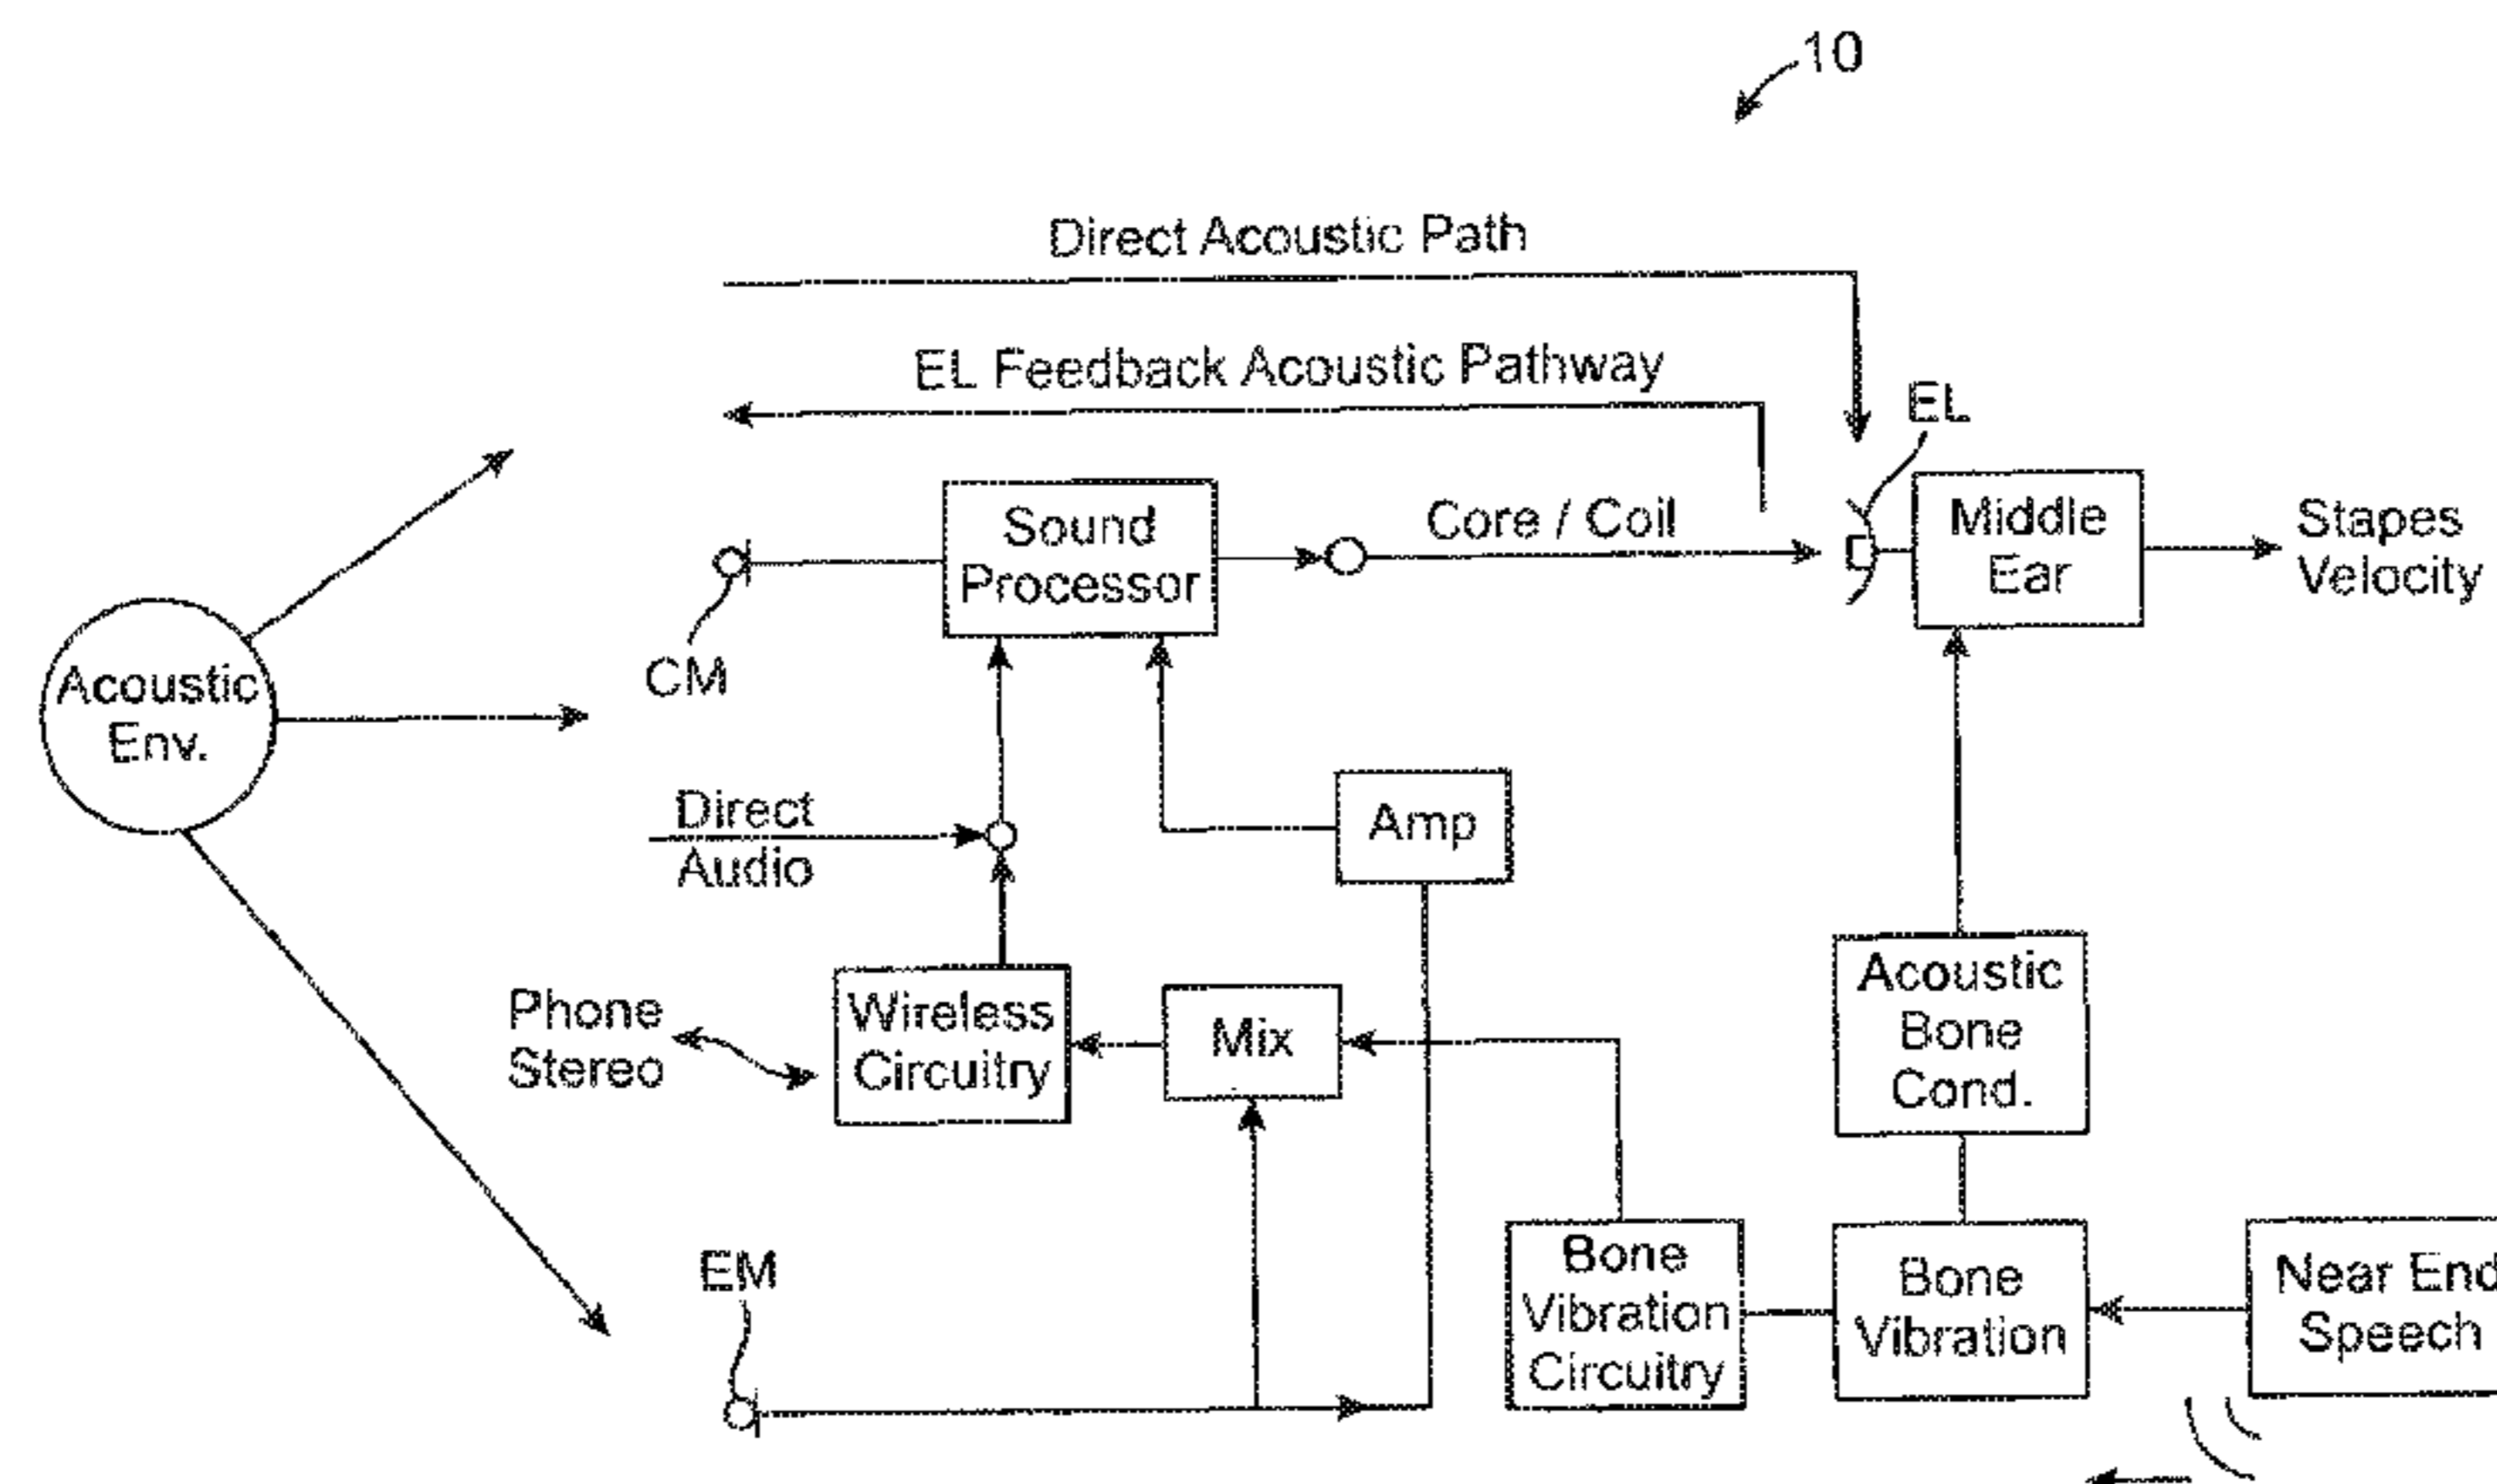 10
Direct Acoustic Path
EL Feedback Acoustic Pathway
EL
Sound
Processor
Core / Coil
Middle
Ear
Stapes
Velocity
CM
Acoustic
Env.
Direct
Audio
Amp
Phone
Stereo
Wireless
Circuitry
Mix
Acoustic
Bone
Cond.
EM
Bone
Vibration
Circuitry
Bone
Vibration
Near End
Speech